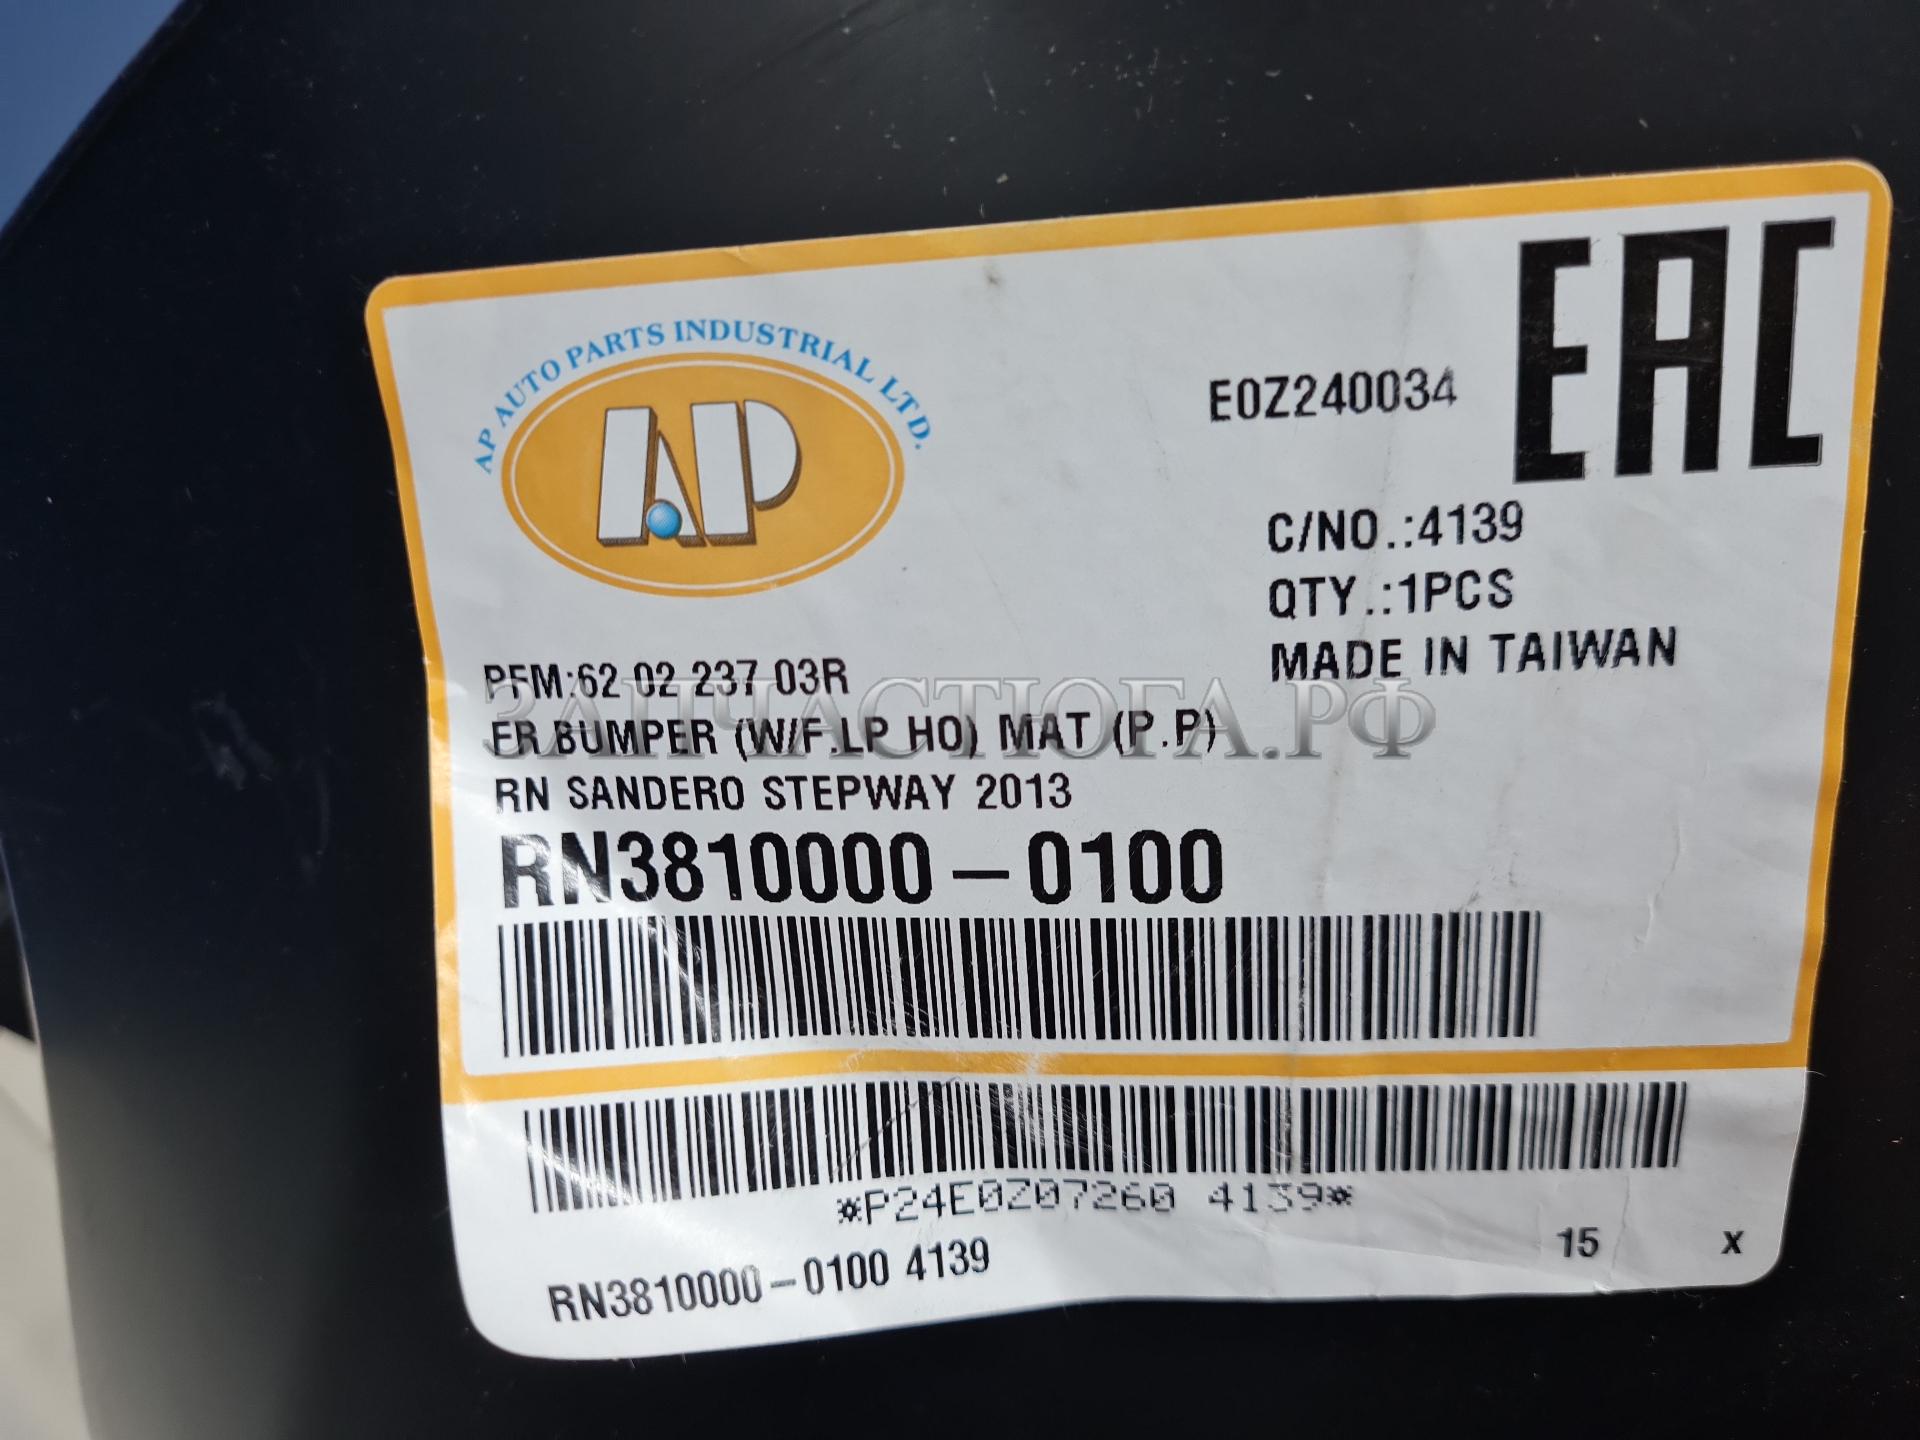 AP AUTO PARTS INDUSTRIAL LTD.
AP
E0Z240034
EAC
C/NO.:4139
QTY.:1PCS
MADE IN TAIWAN
PFM:62 02 237 03R
ЗАПЧАСТЮГА.РФ
FR BUMPER (W/F.LP HO) MAT (P.P)
RN SANDERO STEPWAY 2013
RN3810000-0100
*P24E0Z07260 4139*
RN3810000-0100 4139
15 X